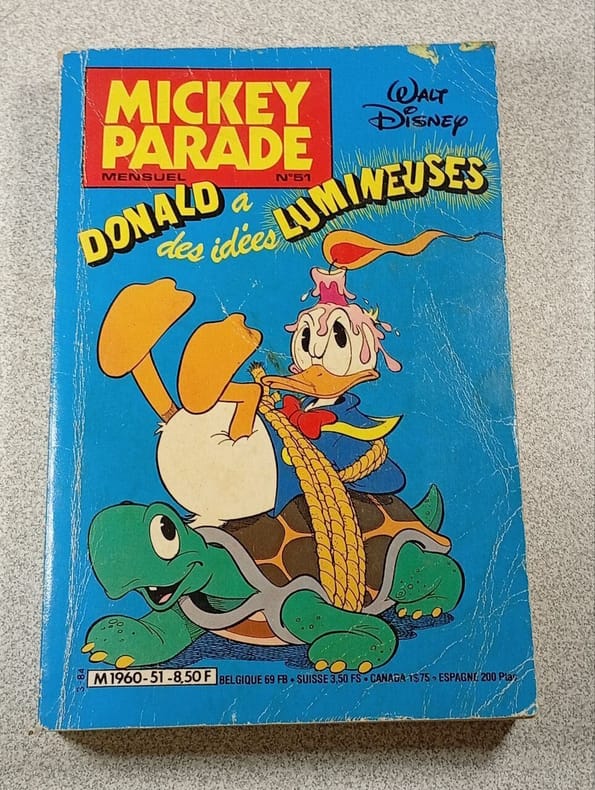 MICKEY
PARADE
MENSUEL N°51
WALT
DISNEY
DONALD a
des idées LUMINEUSES
3-84
M1960-51-8,50 F
BELGIQUE 69 FB • SUISSE 3,50 FS • CANADA 1$75 - ESPAGNE 200 Ptas